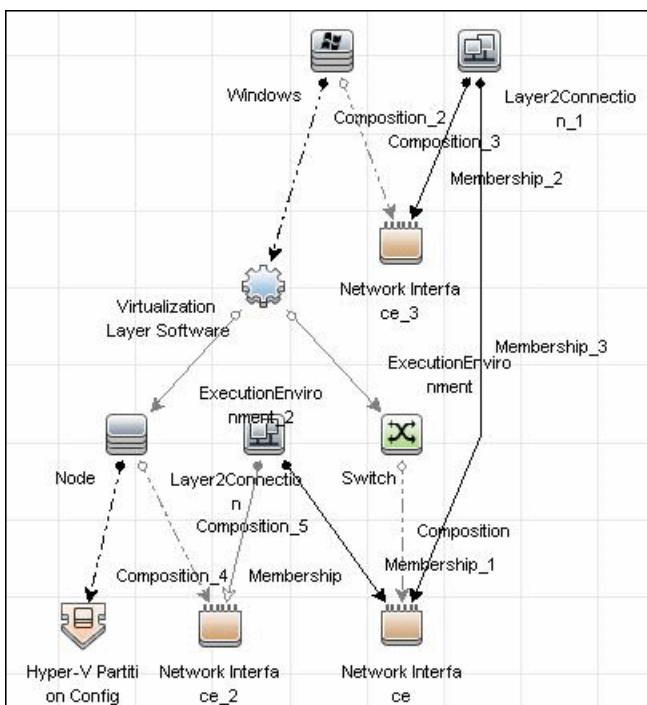 Windows
Composition_2
Layer2Connectio
n_1
Composition_3
Membership_2
Network Interfa
ce_3
Virtualization
Layer Software
Membership_3
ExecutionEnviro
nment
ExecutionEnviro
nment_2
Node
Layer2Connectio
n
Switch
Composition_5
Composition
Composition_4
Membership
Membership_1
Hyper-V Partiti
on Config
Network Interfa
ce_2
Network Interfa
ce